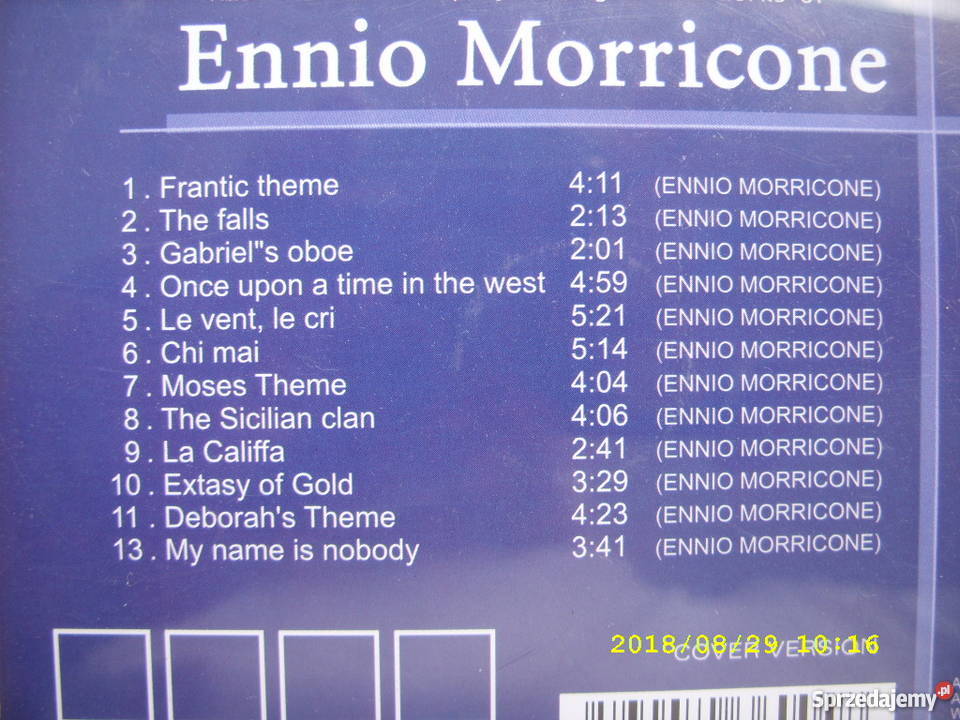 Ennio Morricone
1 . Frantic theme 4:11 (ENNIO MORRICONE)
2 . The falls 2:13 (ENNIO MORRICONE)
3 . Gabriel"s oboe 2:01 (ENNIO MORRICONE)
4 . Once upon a time in the west 4:59 (ENNIO MORRICONE)
5 . Le vent, le cri 5:21 (ENNIO MORRICONE)
6 . Chi mai 5:14 (ENNIO MORRICONE)
7 . Moses Theme 4:04 (ENNIO MORRICONE)
8 . The Sicilian clan 4:06 (ENNIO MORRICONE)
9 . La Califfa 2:41 (ENNIO MORRICONE)
10 . Extasy of Gold 3:29 (ENNIO MORRICONE)
11 . Deborah's Theme 4:23 (ENNIO MORRICONE)
13 . My name is nobody 3:41 (ENNIO MORRICONE)
2018/08/29 10:16
COVER VERSION
Sprzedajemy.pl